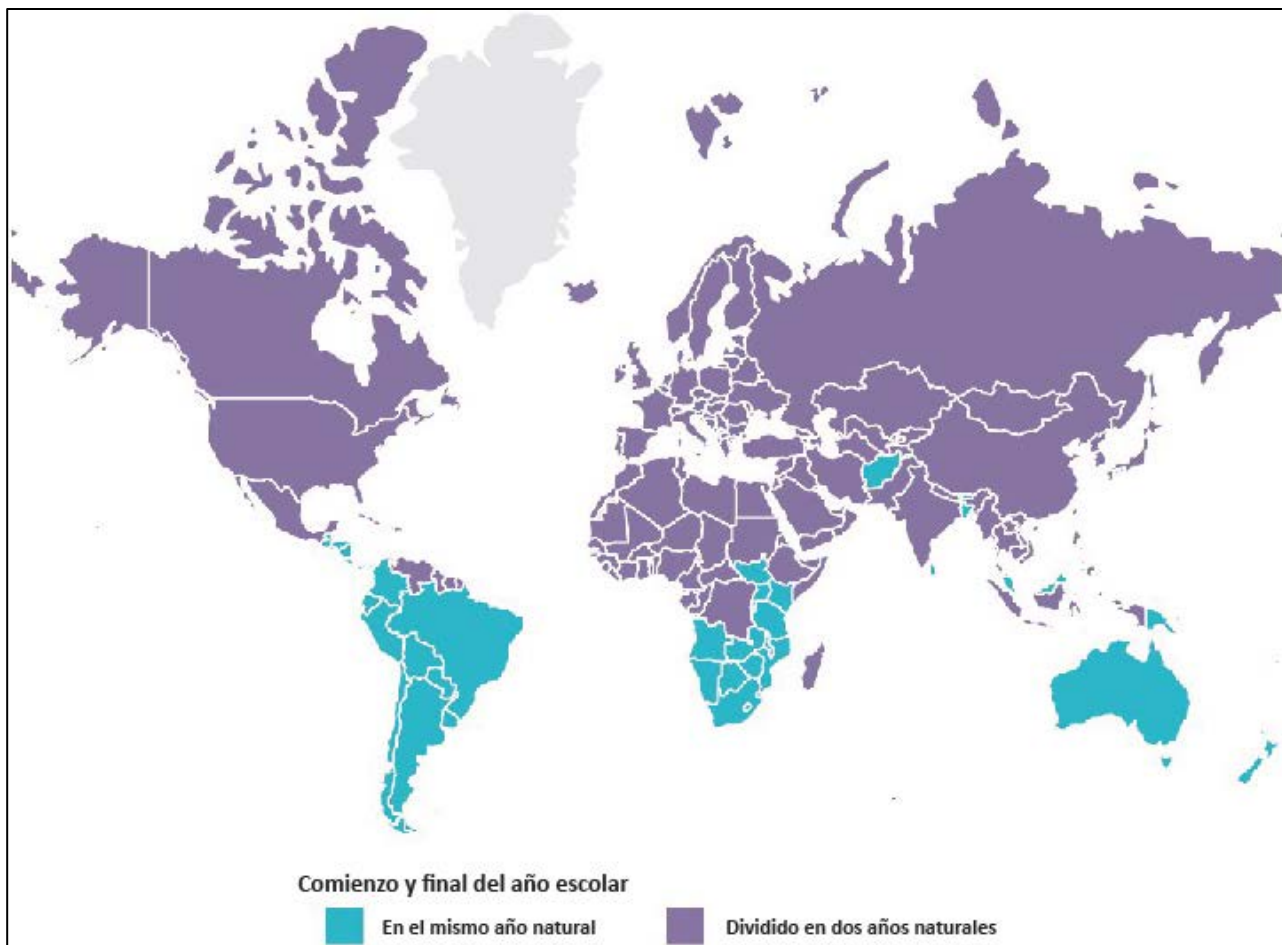 Comienzo y final del año escolar
En el mismo año natural
Dividido en dos años naturales